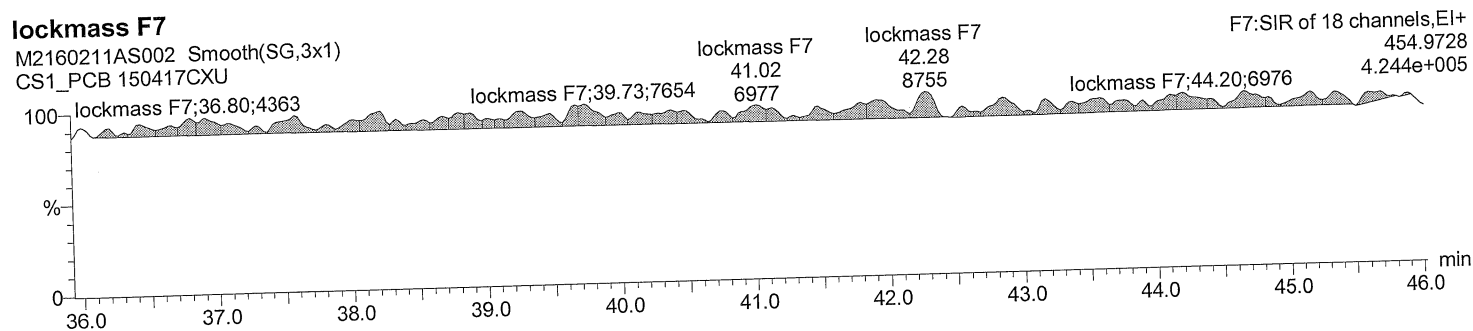 lockmass F7
M2160211AS002 Smooth(SG,3x1)
CS1_PCB 150417CXU
F7:SIR of 18 channels,EI+
454.9728
4.244e+005
lockmass F7;36.80;4363
lockmass F7;39.73;7654
lockmass F7
41.02
6977
lockmass F7
42.28
8755
lockmass F7;44.20;6976
100
%
0
36.0 37.0 38.0 39.0 40.0 41.0 42.0 43.0 44.0 45.0 46.0
min